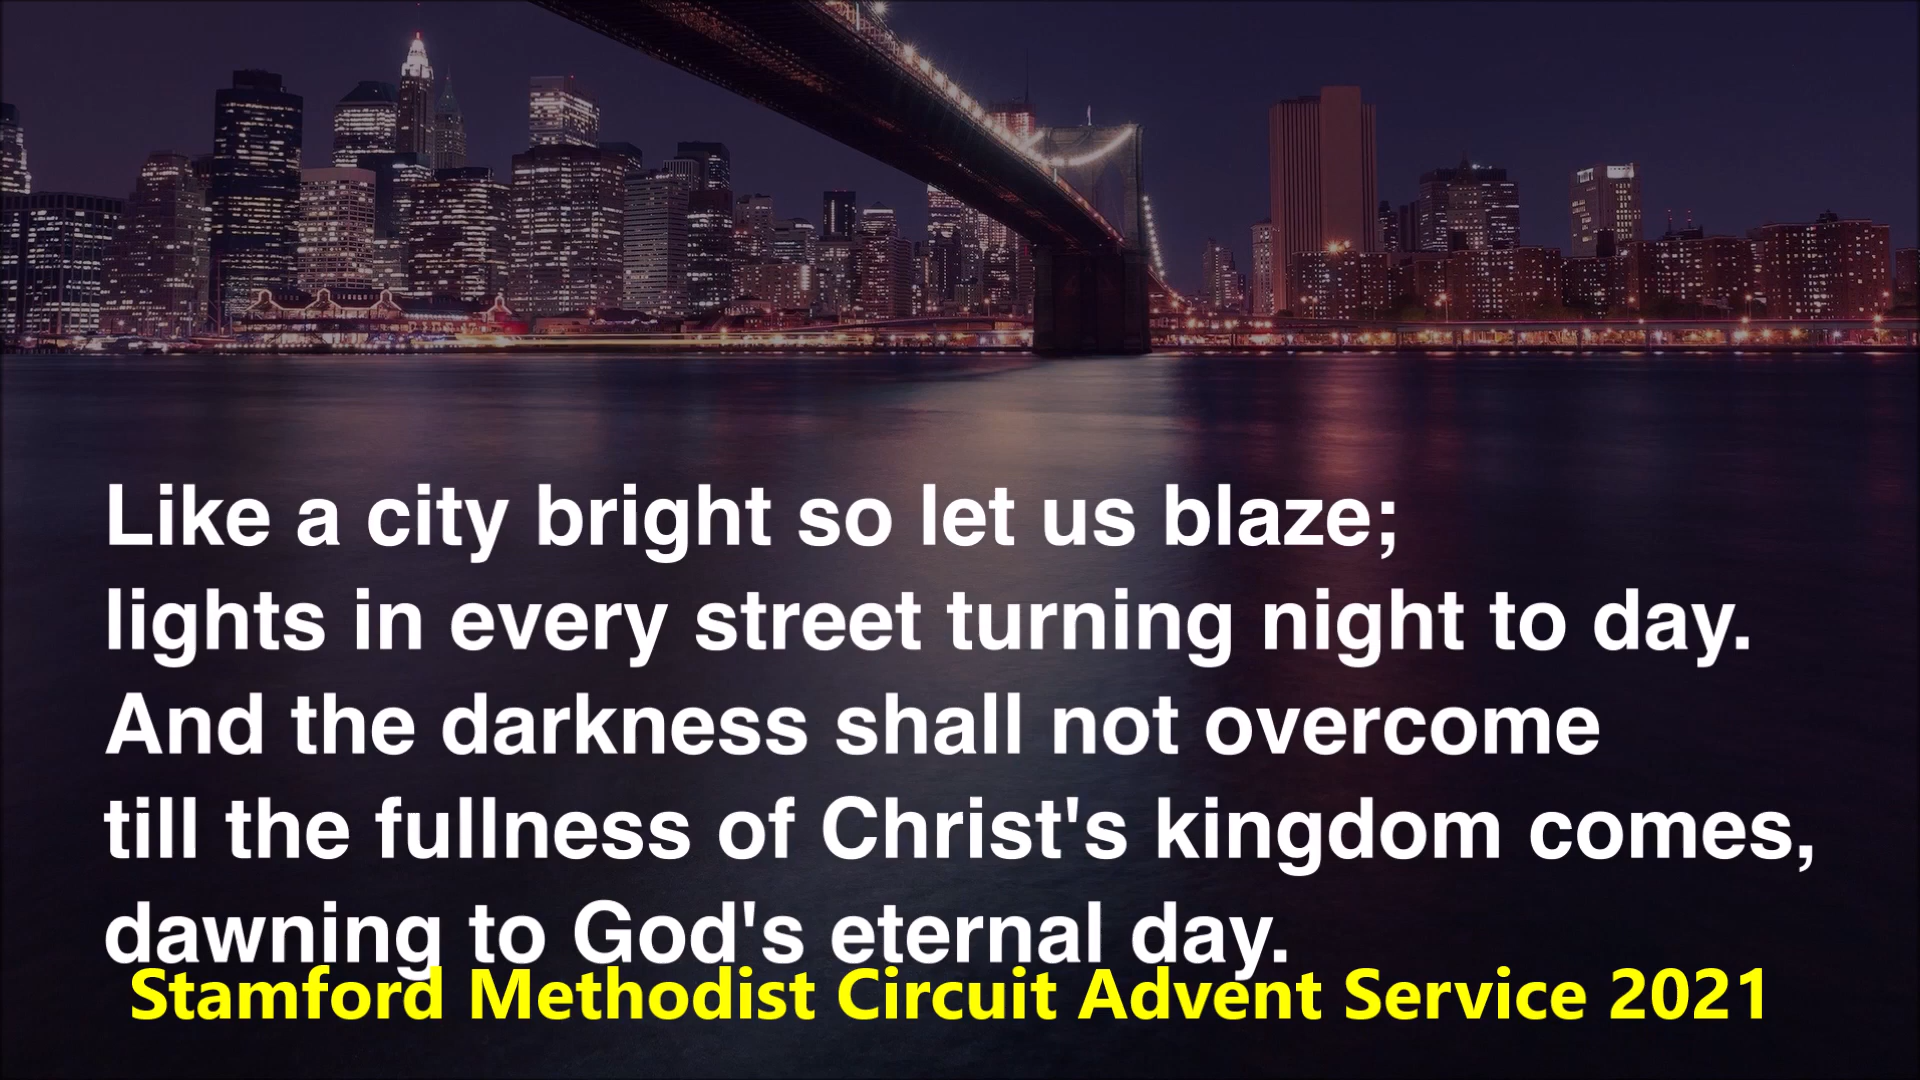 Like a city bright so let us blaze;
lights in every street turning night to day.
And the darkness shall not overcome
till the fullness of Christ's kingdom comes,
dawning to God's eternal day.
Stamford Methodist Circuit Advent Service 2021